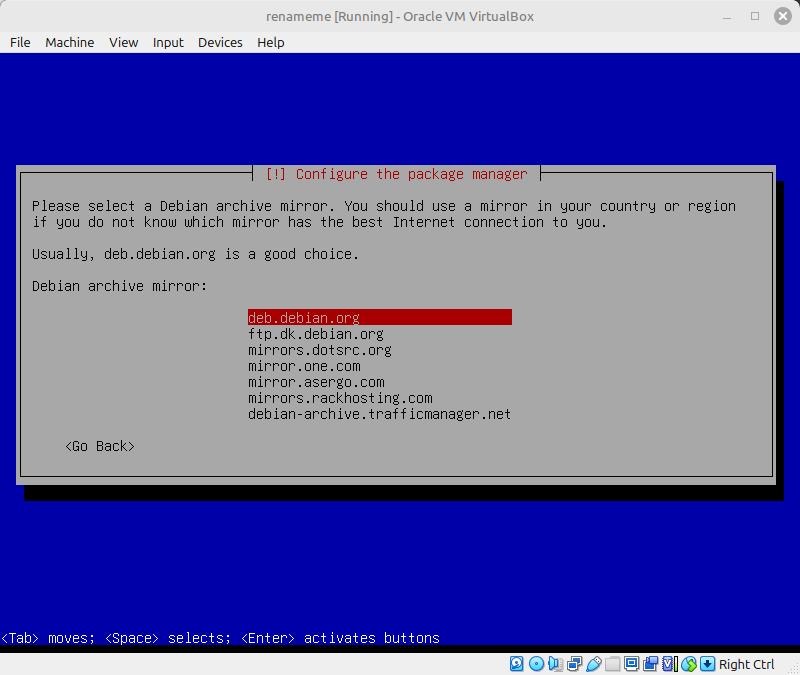 renameme [Running] - Oracle VM VirtualBox
File Machine View Input Devices Help
[!] Configure the package manager
Please select a Debian archive mirror. You should use a mirror in your country or region
if you do not know which mirror has the best Internet connection to you.
Usually, deb.debian.org is a good choice.
Debian archive mirror:
deb.debian.org
ftp.dk.debian.org
mirrors.dotsrc.org
mirror.one.com
mirror.asergo.com
mirrors.rackhosting.com
debian-archive.trafficmanager.net
<Go Back>
<Tab> moves; <Space> selects; <Enter> activates buttons
Right Ctrl